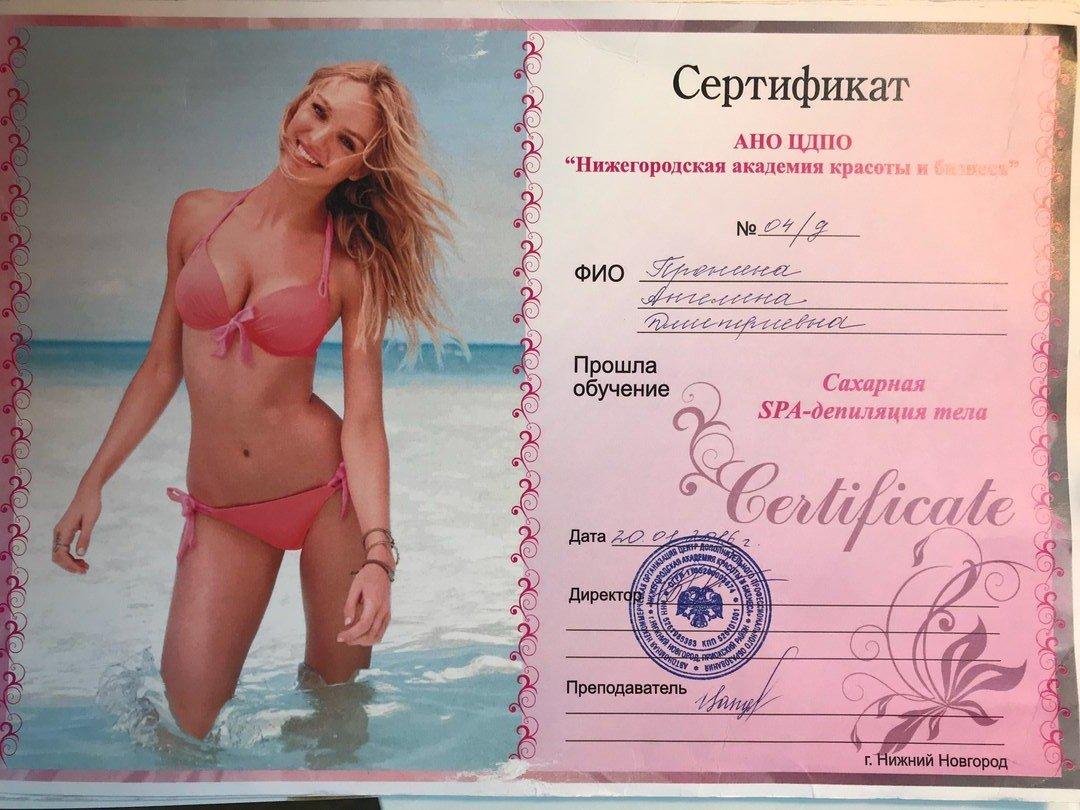 Сертификат
АНО ЦДПО
“Нижегородская академия красоты и бизнеса”
№ 04/д
ФИО Пронина
Ангелина
Дмитриевна
Прошла
обучение
Сахарная
SPA-депиляция тела
Certificate
Дата 20.01.2016 г.
Директор
Преподаватель
г. Нижний Новгород